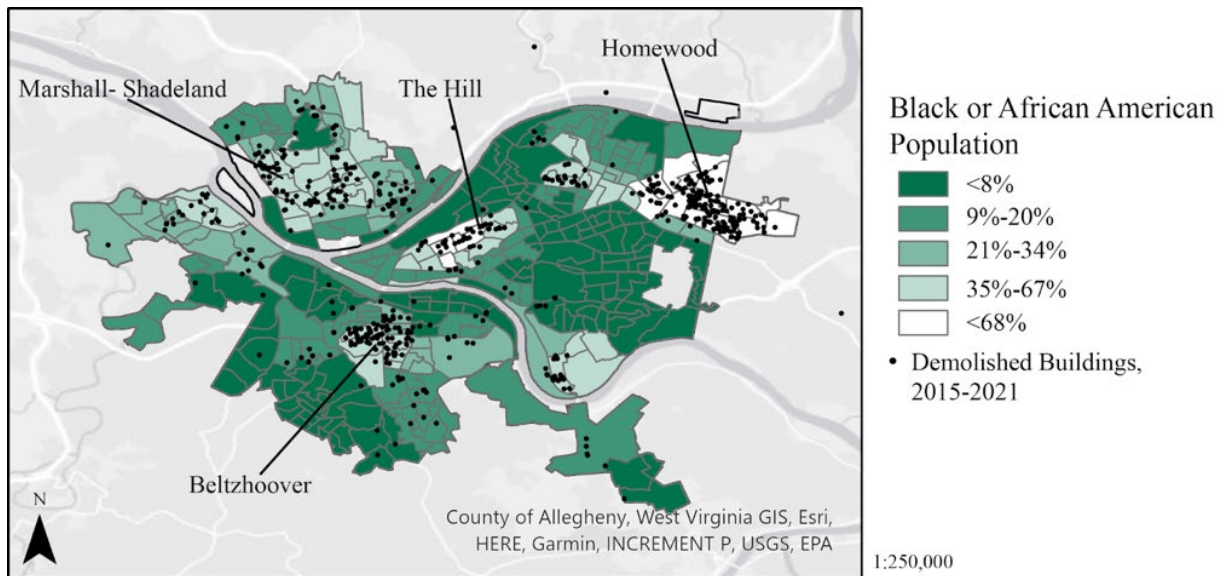 Homewood
Marshall- Shadeland
The Hill
Beltzhoover
N
County of Allegheny, West Virginia GIS, Esri,
HERE, Garmin, INCREMENT P, USGS, EPA
Black or African American
Population
<8%
9%-20%
21%-34%
35%-67%
<68%
• Demolished Buildings,
2015-2021
1:250,000